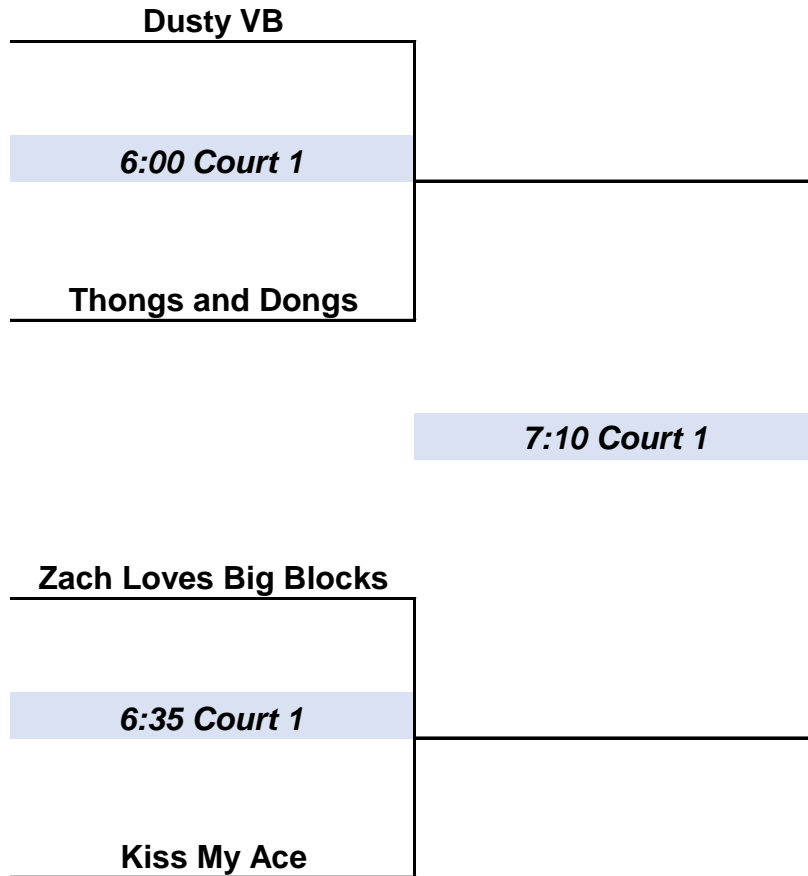 Dusty VB
6:00 Court 1
Thongs and Dongs
7:10 Court 1
Zach Loves Big Blocks
6:35 Court 1
Kiss My Ace